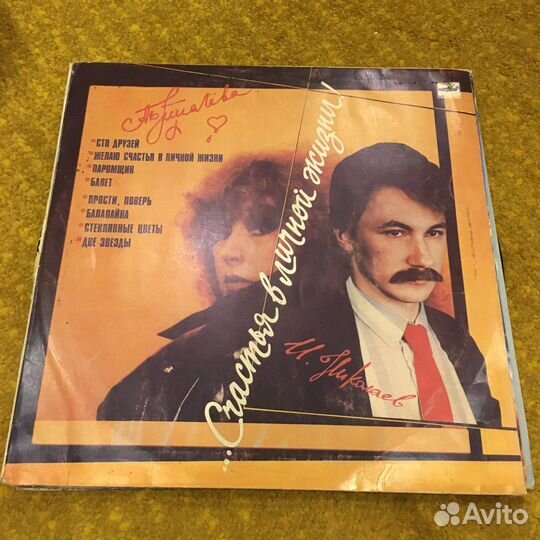 А Пугачёва
СТО ДРУЗЕЙ
ЖЕЛАЮ СЧАСТЬЯ В ЛИЧНОЙ ЖИЗНИ
ПАРОМЩИК
БАЛЕТ
ПРОСТИ, ПОВЕРЬ
БАЛАЛАЙКА
СТЕКЛЯННЫЕ ЦВЕТЫ
ДВЕ ЗВЕЗДЫ
...Счастья в личной жизни!
И. Николаев
Avito